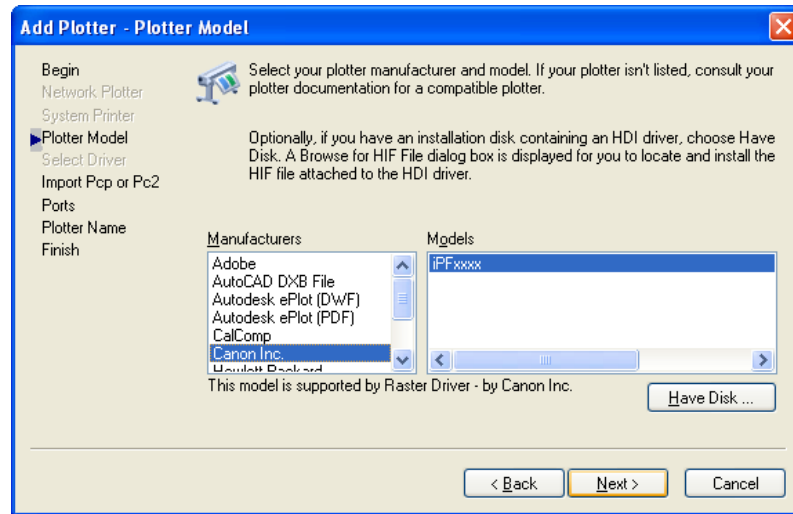 Add Plotter - Plotter Model
Begin
Network Plotter
System Printer
Plotter Model
Select Driver
Import Pcp or Pc2
Ports
Plotter Name
Finish
Select your plotter manufacturer and model. If your plotter isn't listed, consult your
plotter documentation for a compatible plotter.
Optionally, if you have an installation disk containing an HDI driver, choose Have
Disk. A Browse for HIF File dialog box is displayed for you to locate and install the
HIF file attached to the HDI driver.
Manufacturers
Adobe
AutoCAD DXB File
Autodesk ePlot (DWF)
Autodesk ePlot (PDF)
CalComp
Canon Inc.
Hewlett Packard
Models
iPFxxxx
This model is supported by Raster Driver - by Canon Inc.
Have Disk ...
< Back
Next >
Cancel